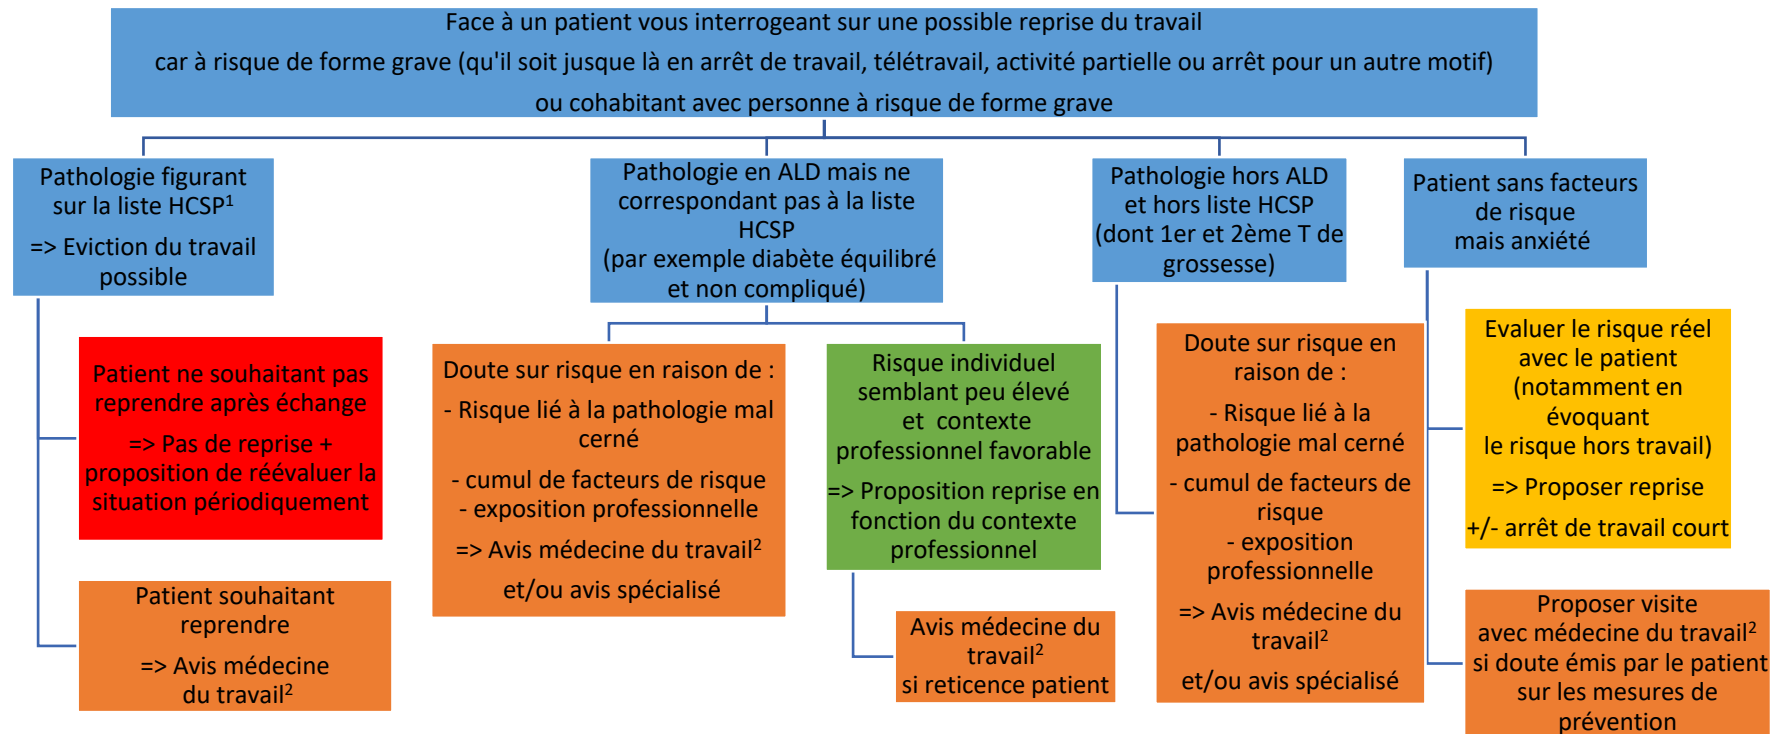 Face à un patient vous interrogeant sur une possible reprise du travail
car à risque de forme grave (qu'il soit jusque là en arrêt de travail, télétravail, activité partielle ou arrêt pour un autre motif)
ou cohabitant avec personne à risque de forme grave
Pathologie figurant
sur la liste HCSP¹
=> Eviction du travail
possible
Patient ne souhaitant pas
reprendre après échange
=> Pas de reprise +
proposition de réévaluer la
situation périodiquement
Patient souhaitant
reprendre
=> Avis médecine
du travail²
Pathologie en ALD mais ne
correspondant pas à la liste
HCSP
(par exemple diabète équilibré
et non compliqué)
Doute sur risque en raison de :
- Risque lié à la pathologie mal
cerné
- cumul de facteurs de risque
- exposition professionnelle
=> Avis médecine du travail²
et/ou avis spécialisé
Risque individuel
semblant peu élevé
et contexte
professionnel favorable
=> Proposition reprise en
fonction du contexte
professionnel
Avis médecine du
travail²
si reticence patient
Pathologie hors ALD
et hors liste HCSP
(dont 1er et 2ème T de
grossesse)
Doute sur risque en
raison de :
- Risque lié à la
pathologie mal cerné
- cumul de facteurs de
risque
- exposition
professionnelle
=> Avis médecine du
travail²
et/ou avis spécialisé
Patient sans facteurs
de risque
mais anxiété
Evaluer le risque réel
avec le patient
(notamment en
évoquant
le risque hors travail)
=> Proposer reprise
+/- arrêt de travail court
Proposer visite
avec médecine du travail²
si doute émis par le patient
sur les mesures de
prévention